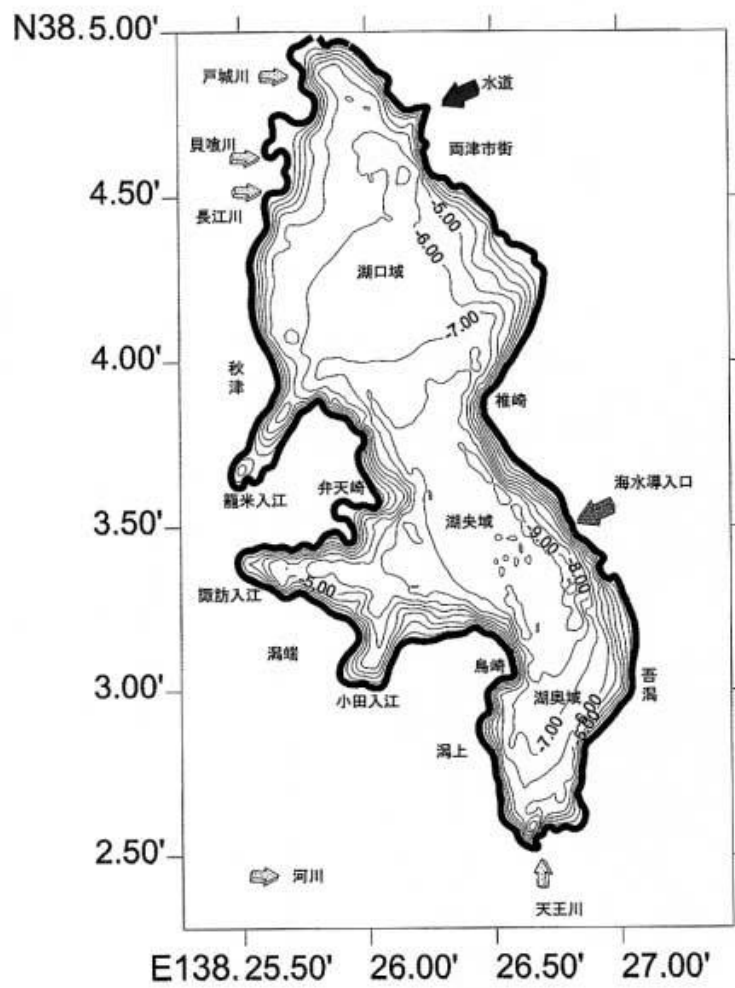 N38.5.00'
戸城川
水道
貝喰川
両津市街
4.50'
長江川
-5.00
-6.00
湖口域
-7.00
4.00'
秋津
椎崎
籠米入江
弁天崎
海水導入口
3.50'
湖央域
-9.00
-8.00
諏訪入江
-5.00
潟端
鳥崎
吾潟
3.00'
小田入江
湖奥域
-6.00
-5.00
-7.00
潟上
2.50'
河川
天王川
E138.25.50'
26.00'
26.50'
27.00'